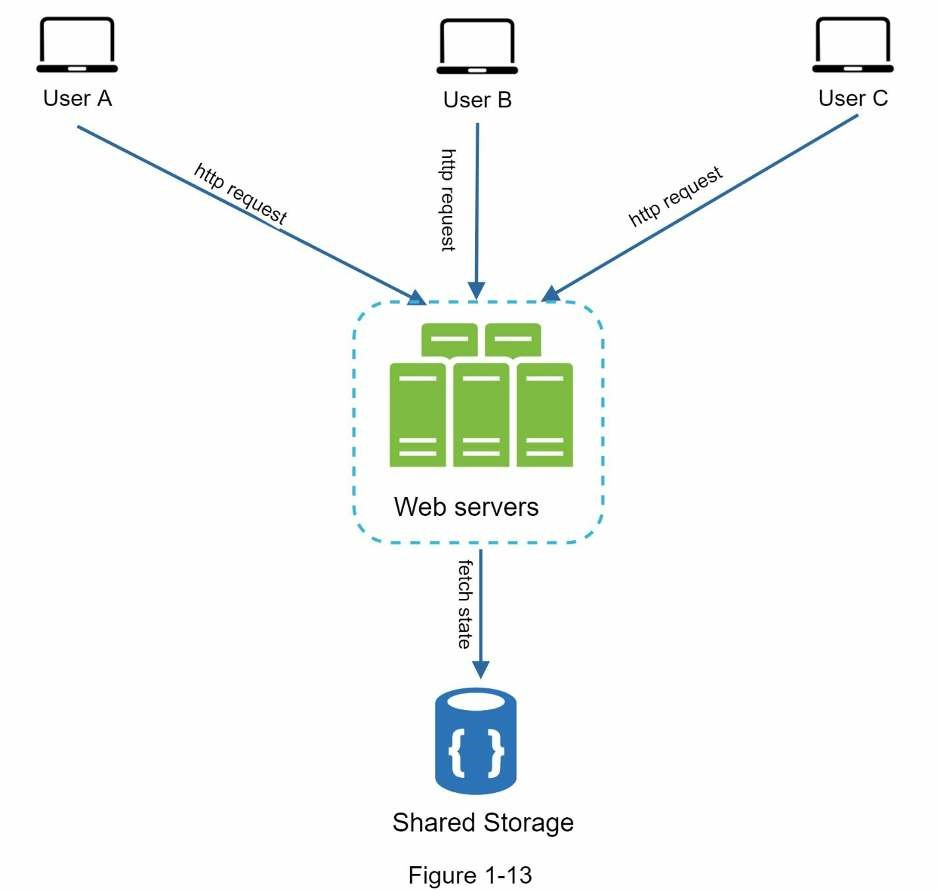 User A
User B
User C
http request
http request
http request
Web servers
fetch state
{ }
Shared Storage
Figure 1-13